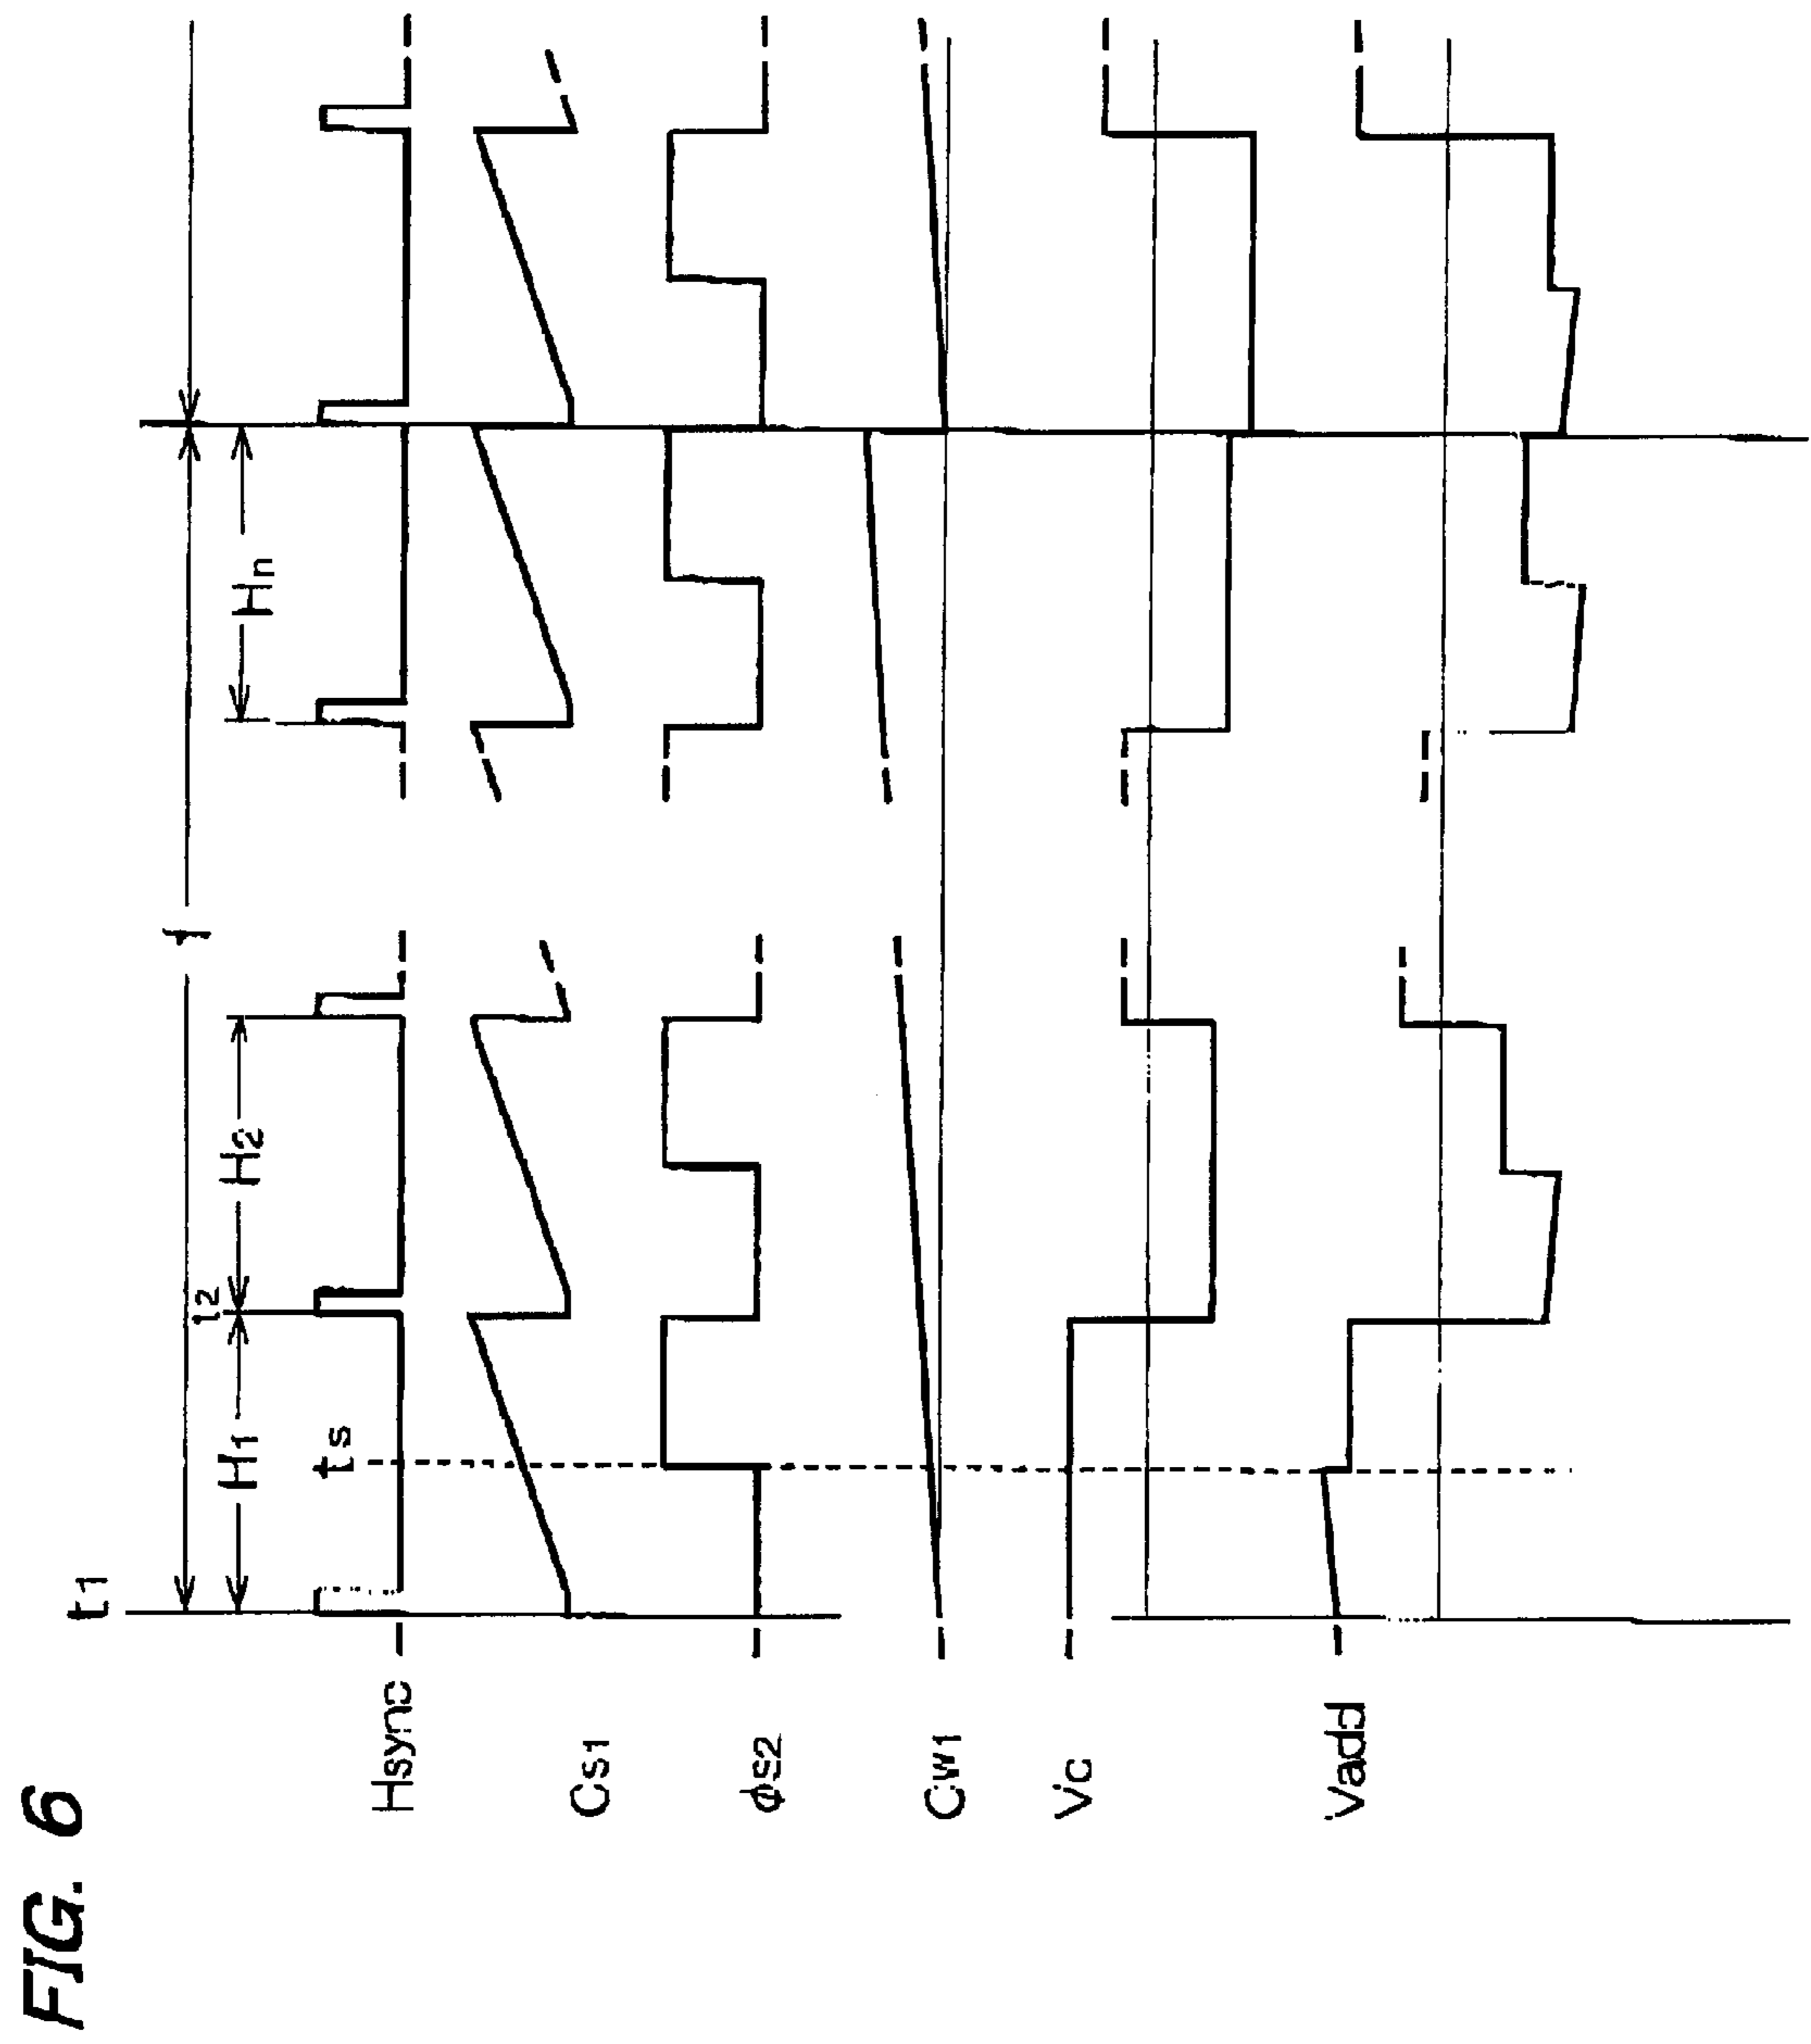 FIG. 6
t1
f
H1
t2
H2
Hn
ts
Hsync
Cs1
φs2
Cw1
Vc
Vadd